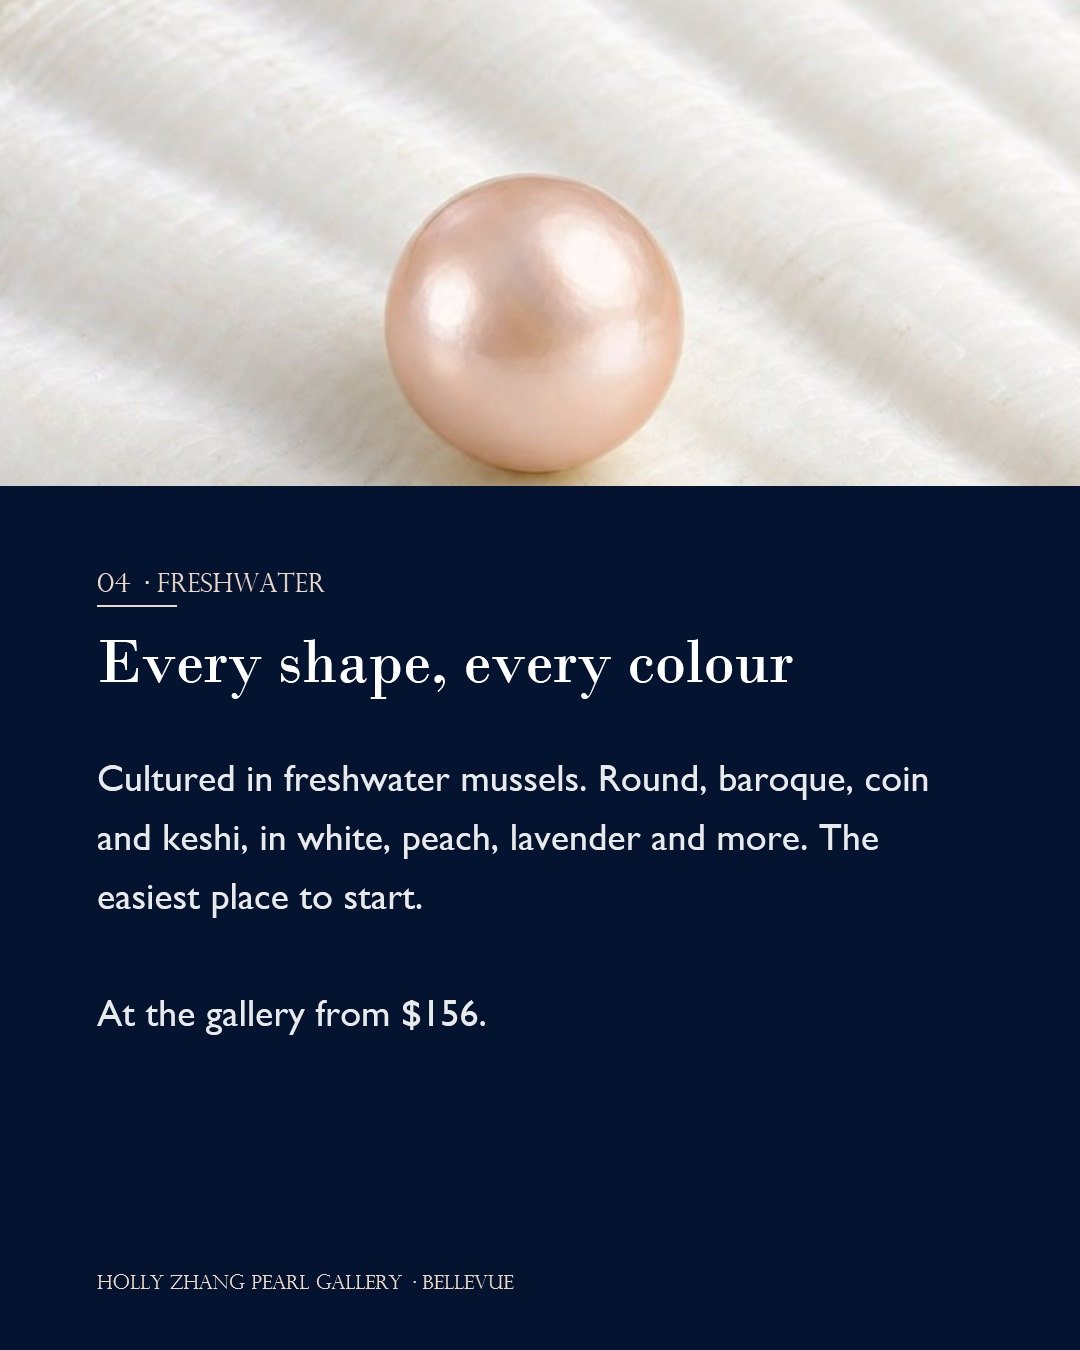 04 · FRESHWATER
Every shape, every colour
Cultured in freshwater mussels. Round, baroque, coin
and keshi, in white, peach, lavender and more. The
easiest place to start.
At the gallery from $156.
HOLLY ZHANG PEARL GALLERY · BELLEVUE